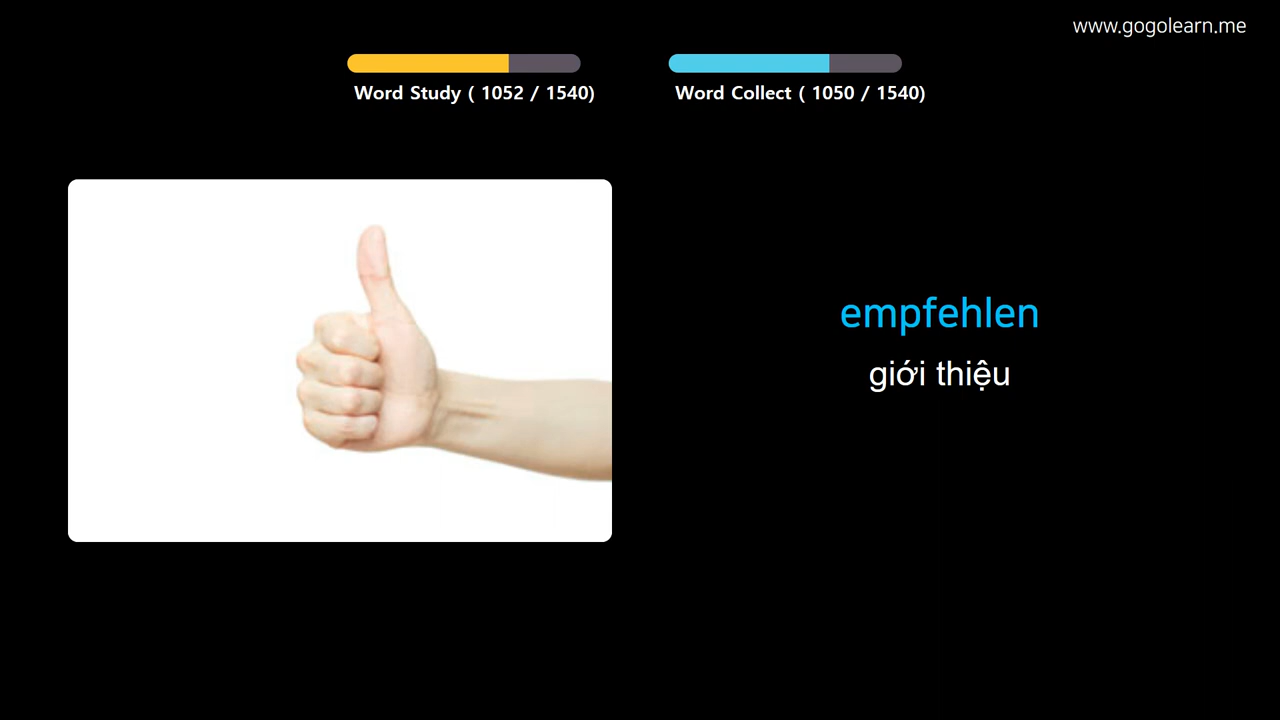 www.gogolearn.me
Word Study ( 1052 / 1540)
Word Collect ( 1050 / 1540)
empfehlen
giới thiệu